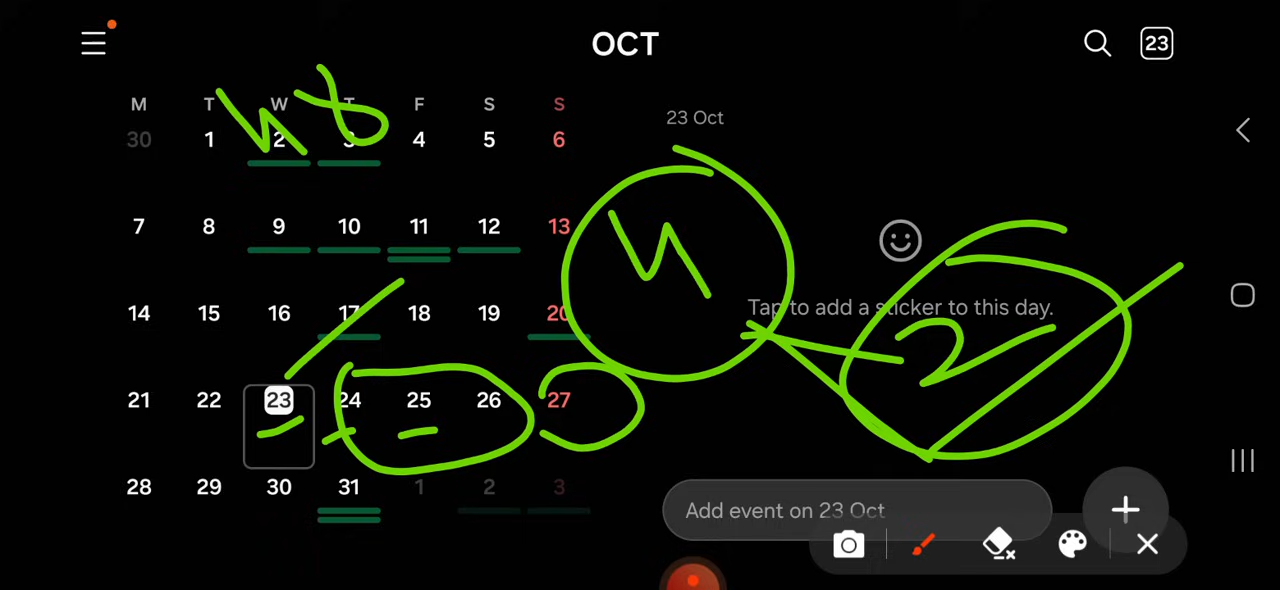 OCT
23
M T W T F S S
30 1 2 3 4 5 6
7 8 9 10 11 12 13
14 15 16 17 18 19 20
21 22 23 24 25 26 27
28 29 30 31 1 2 3
23 Oct
Tap to add a sticker to this day.
2
Add event on 23 Oct